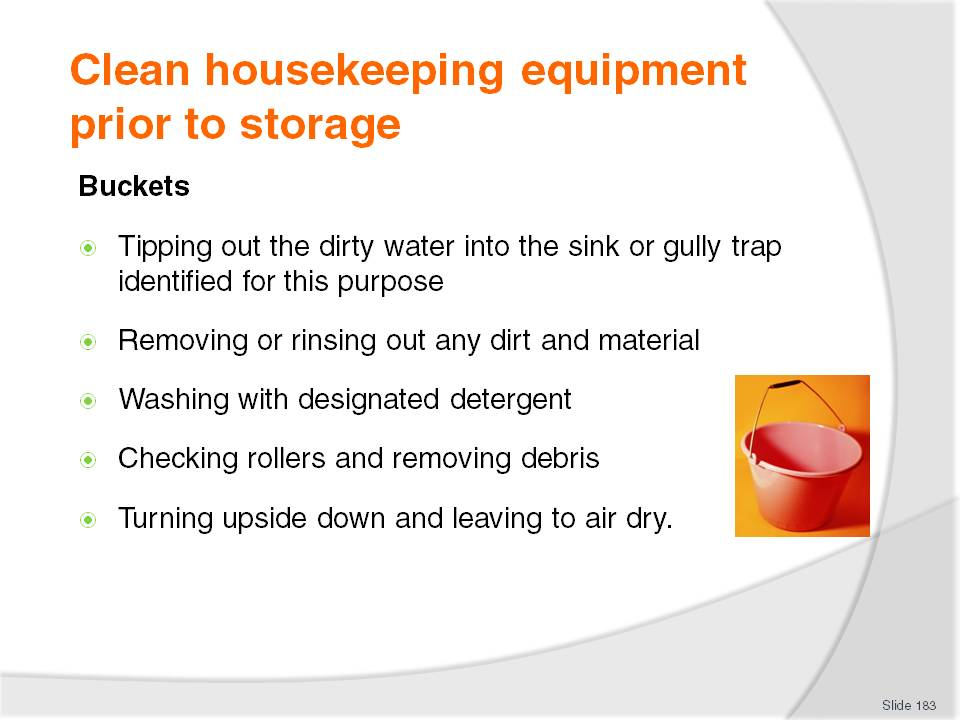 Clean housekeeping equipment
prior to storage
Buckets
Tipping out the dirty water into the sink or gully trap
identified for this purpose
Removing or rinsing out any dirt and material
Washing with designated detergent
Checking rollers and removing debris
Turning upside down and leaving to air dry.
Slide 183